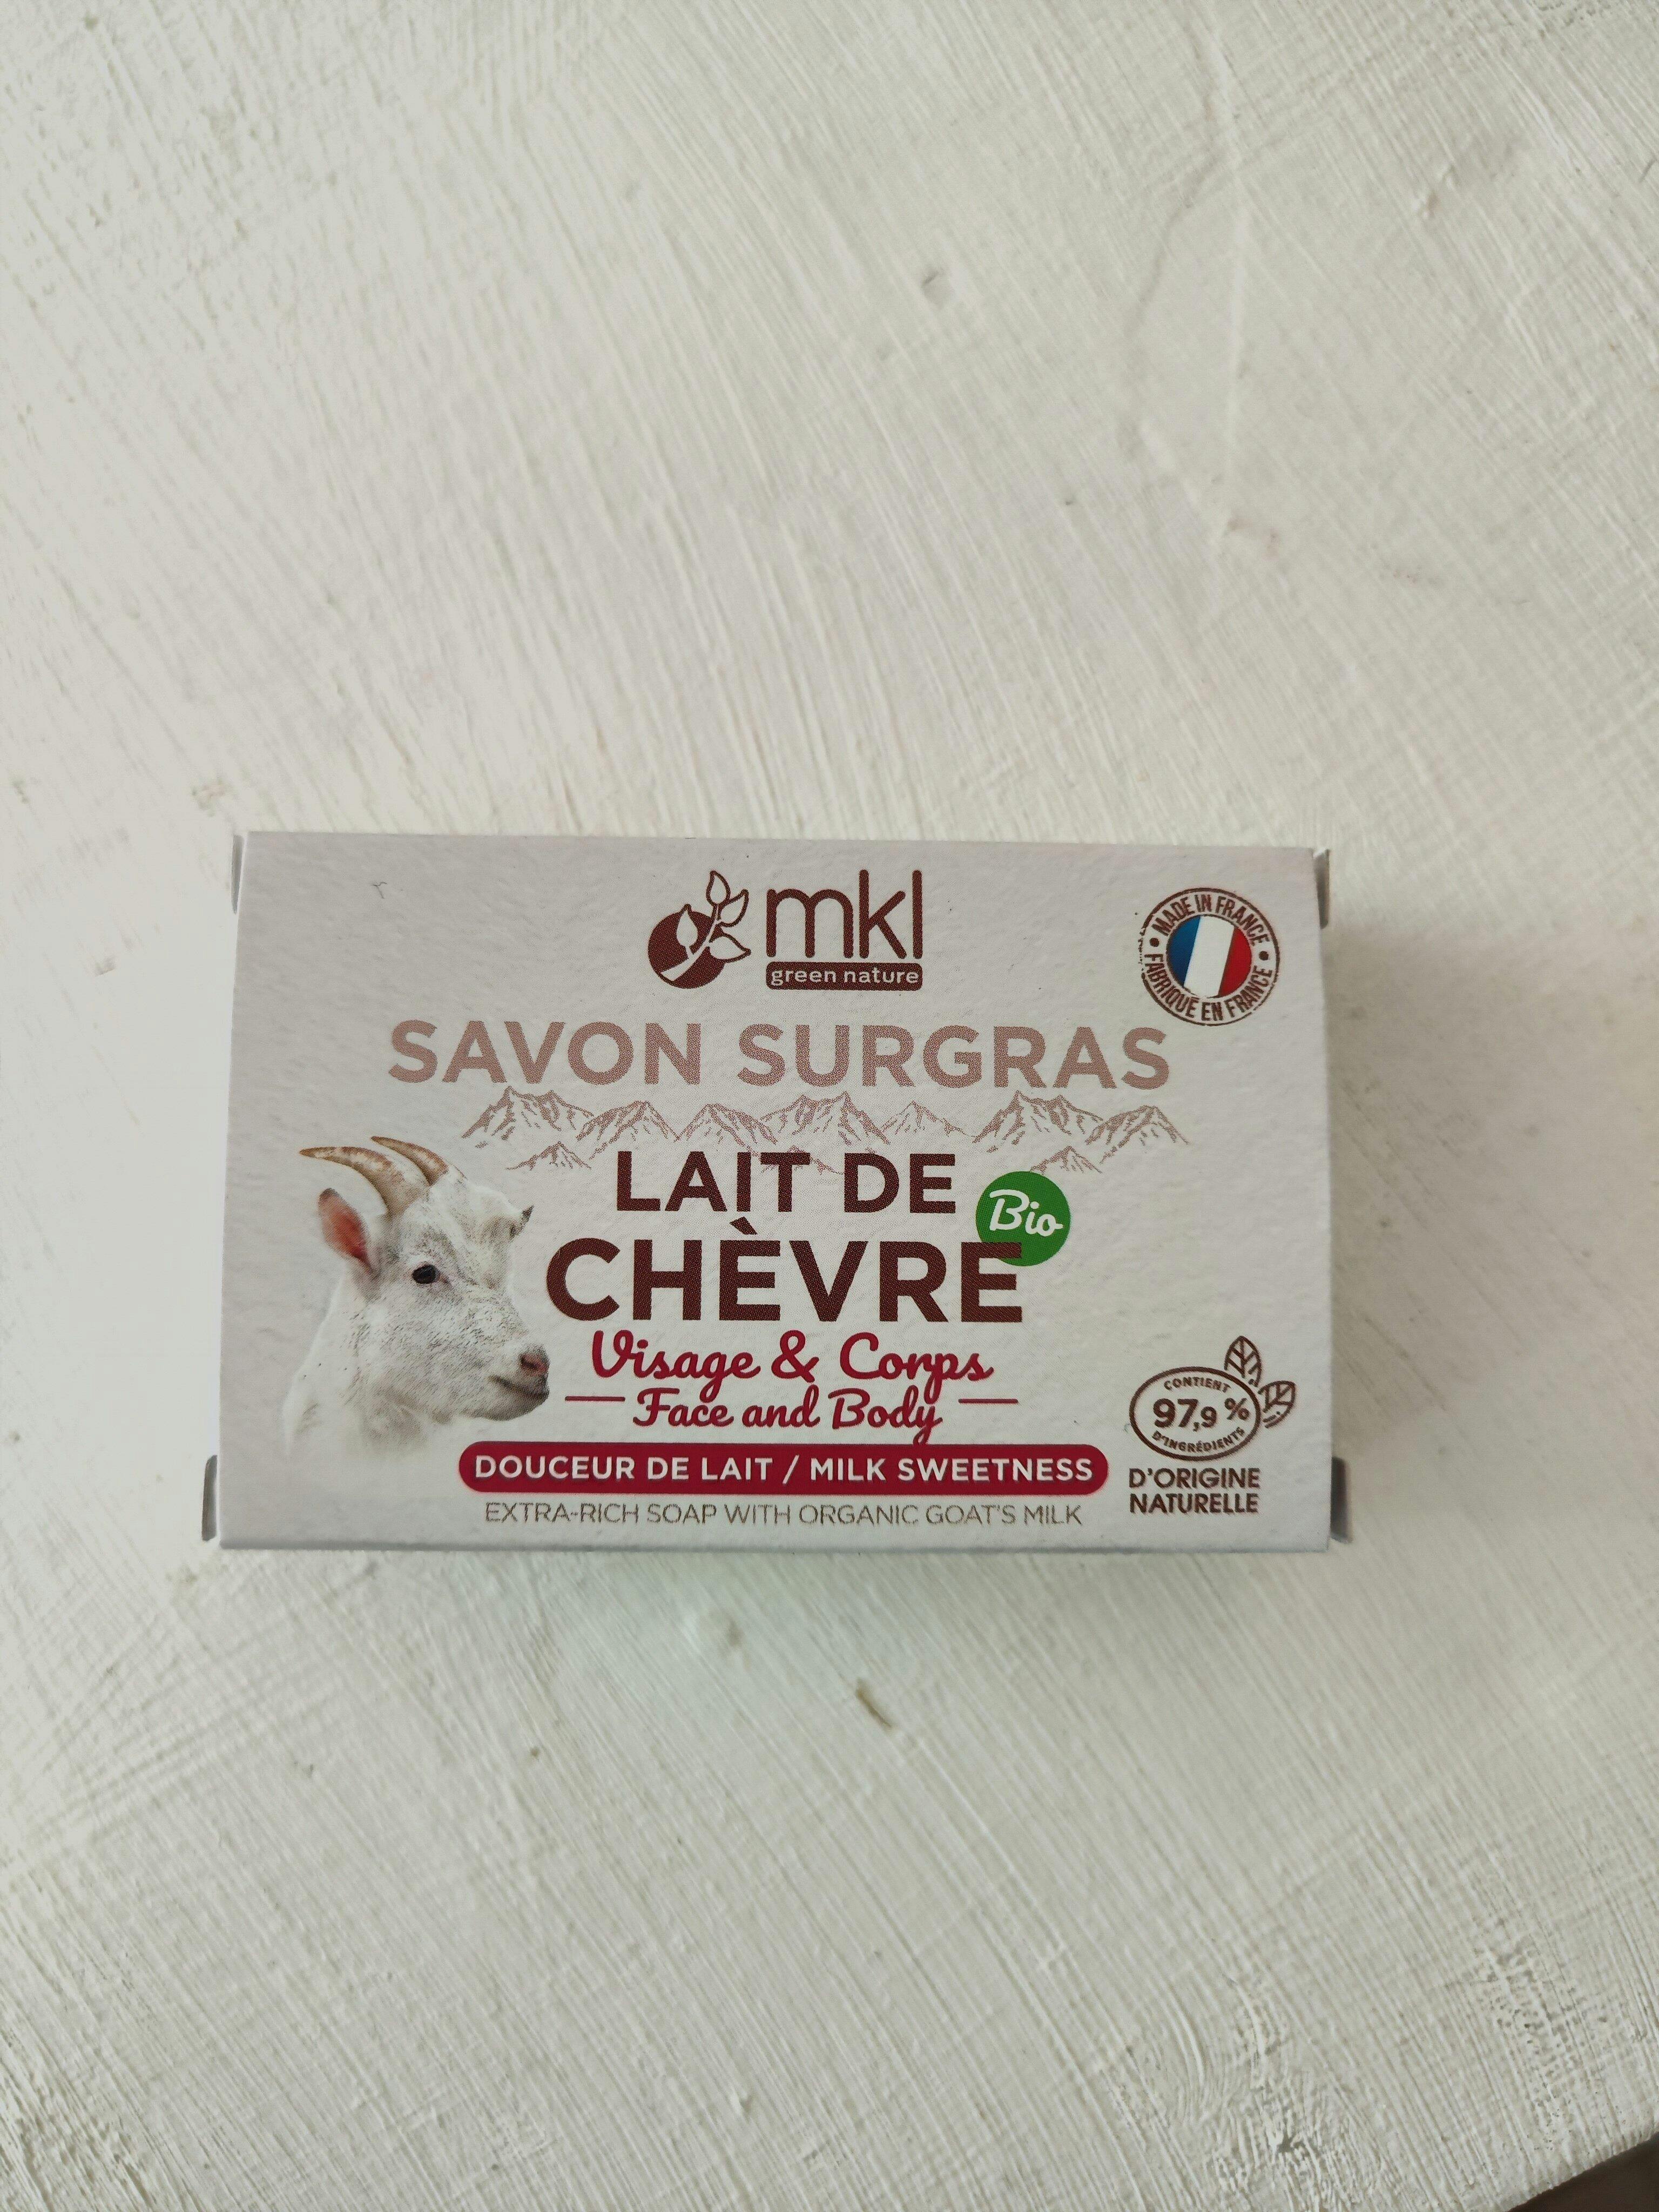 mkl
green nature
MADE IN FRANCE
FABRIQUÉ EN FRANCE
SAVON SURGRAS
LAIT DE
CHÈVRE
Bio
Visage & Corps
Face and Body
DOUCEUR DE LAIT / MILK SWEETNESS
EXTRA-RICH SOAP WITH ORGANIC GOAT'S MILK
CONTIENT
97,9 %
D'INGRÉDIENTS
D'ORIGINE
NATURELLE